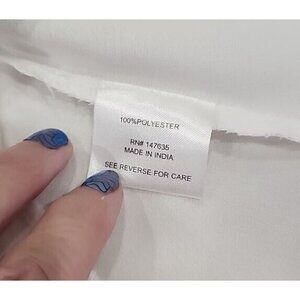 100%POLYESTER
RN# 147635
MADE IN INDIA
SEE REVERSE FOR CARE